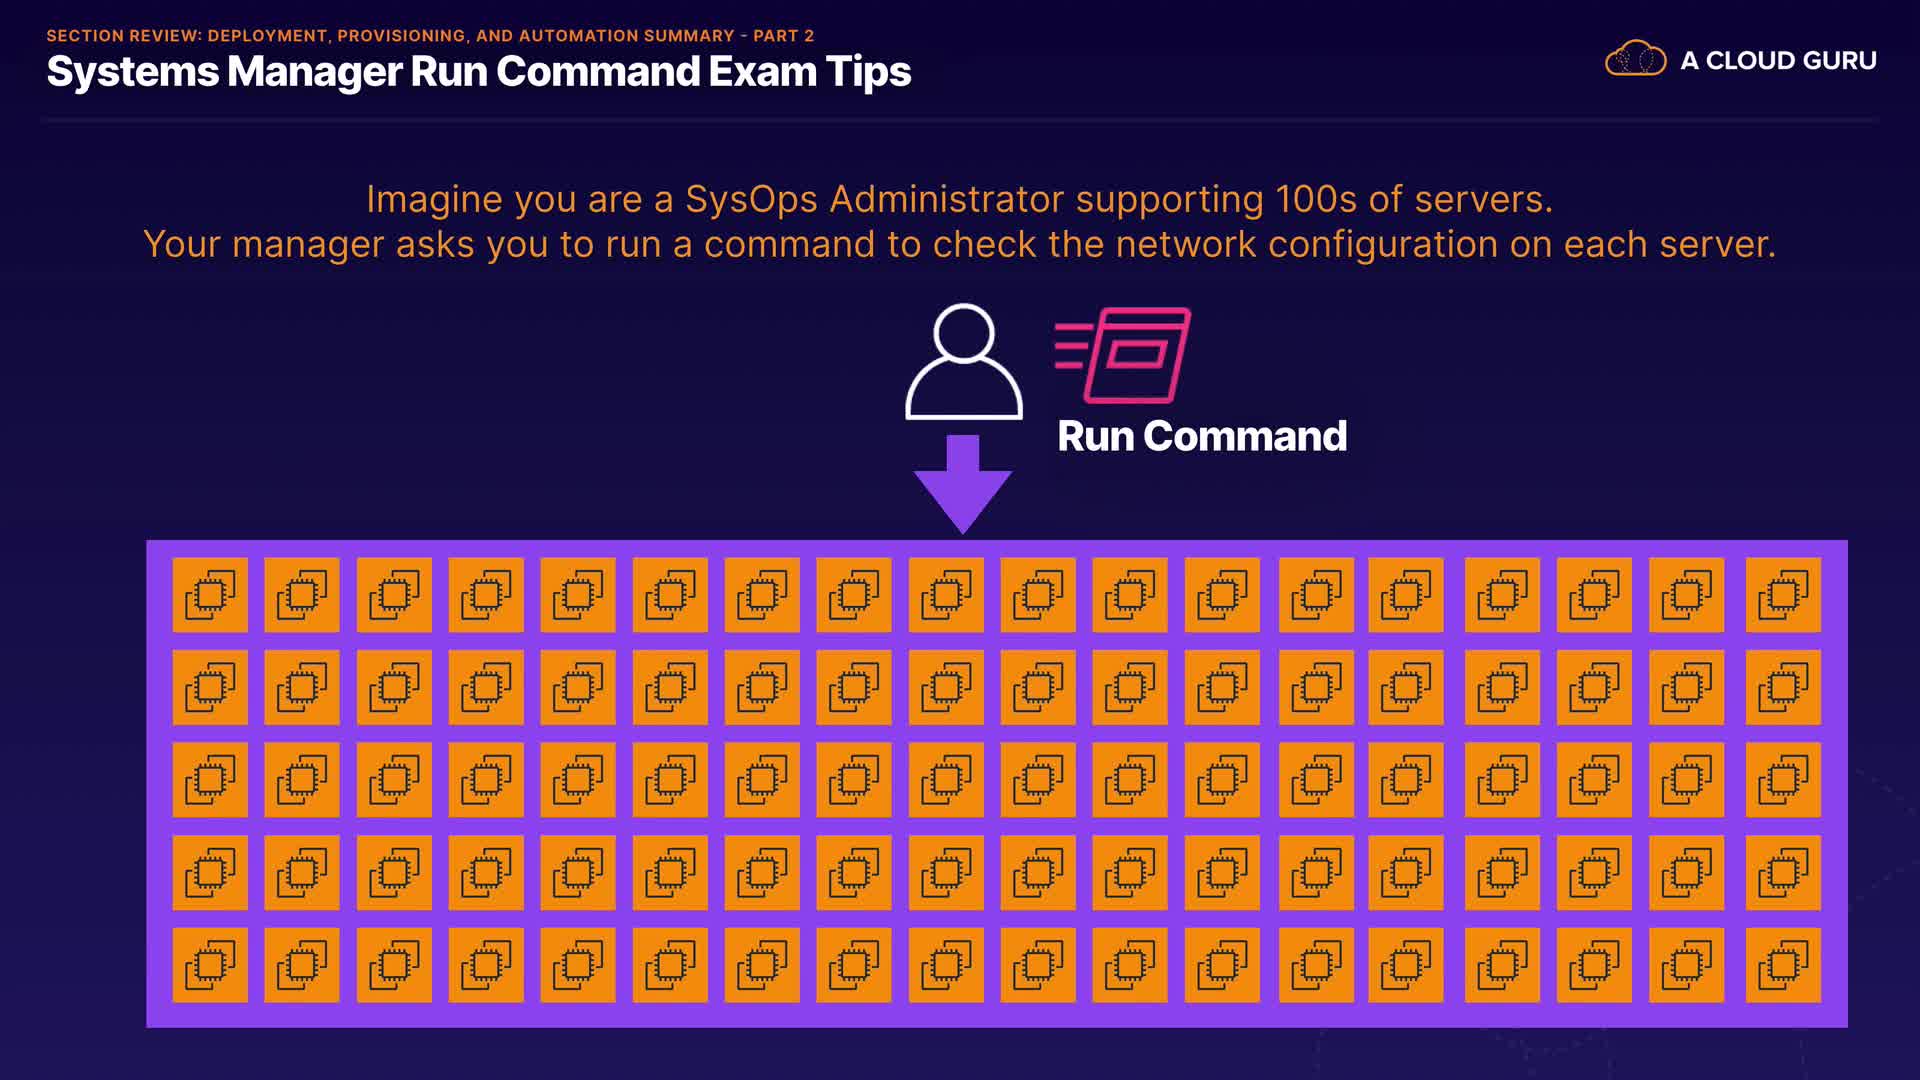 SECTION REVIEW: DEPLOYMENT, PROVISIONING, AND AUTOMATION SUMMARY - PART 2
Systems Manager Run Command Exam Tips
A CLOUD GURU
Imagine you are a SysOps Administrator supporting 100s of servers.
Your manager asks you to run a command to check the network configuration on each server.
Run Command